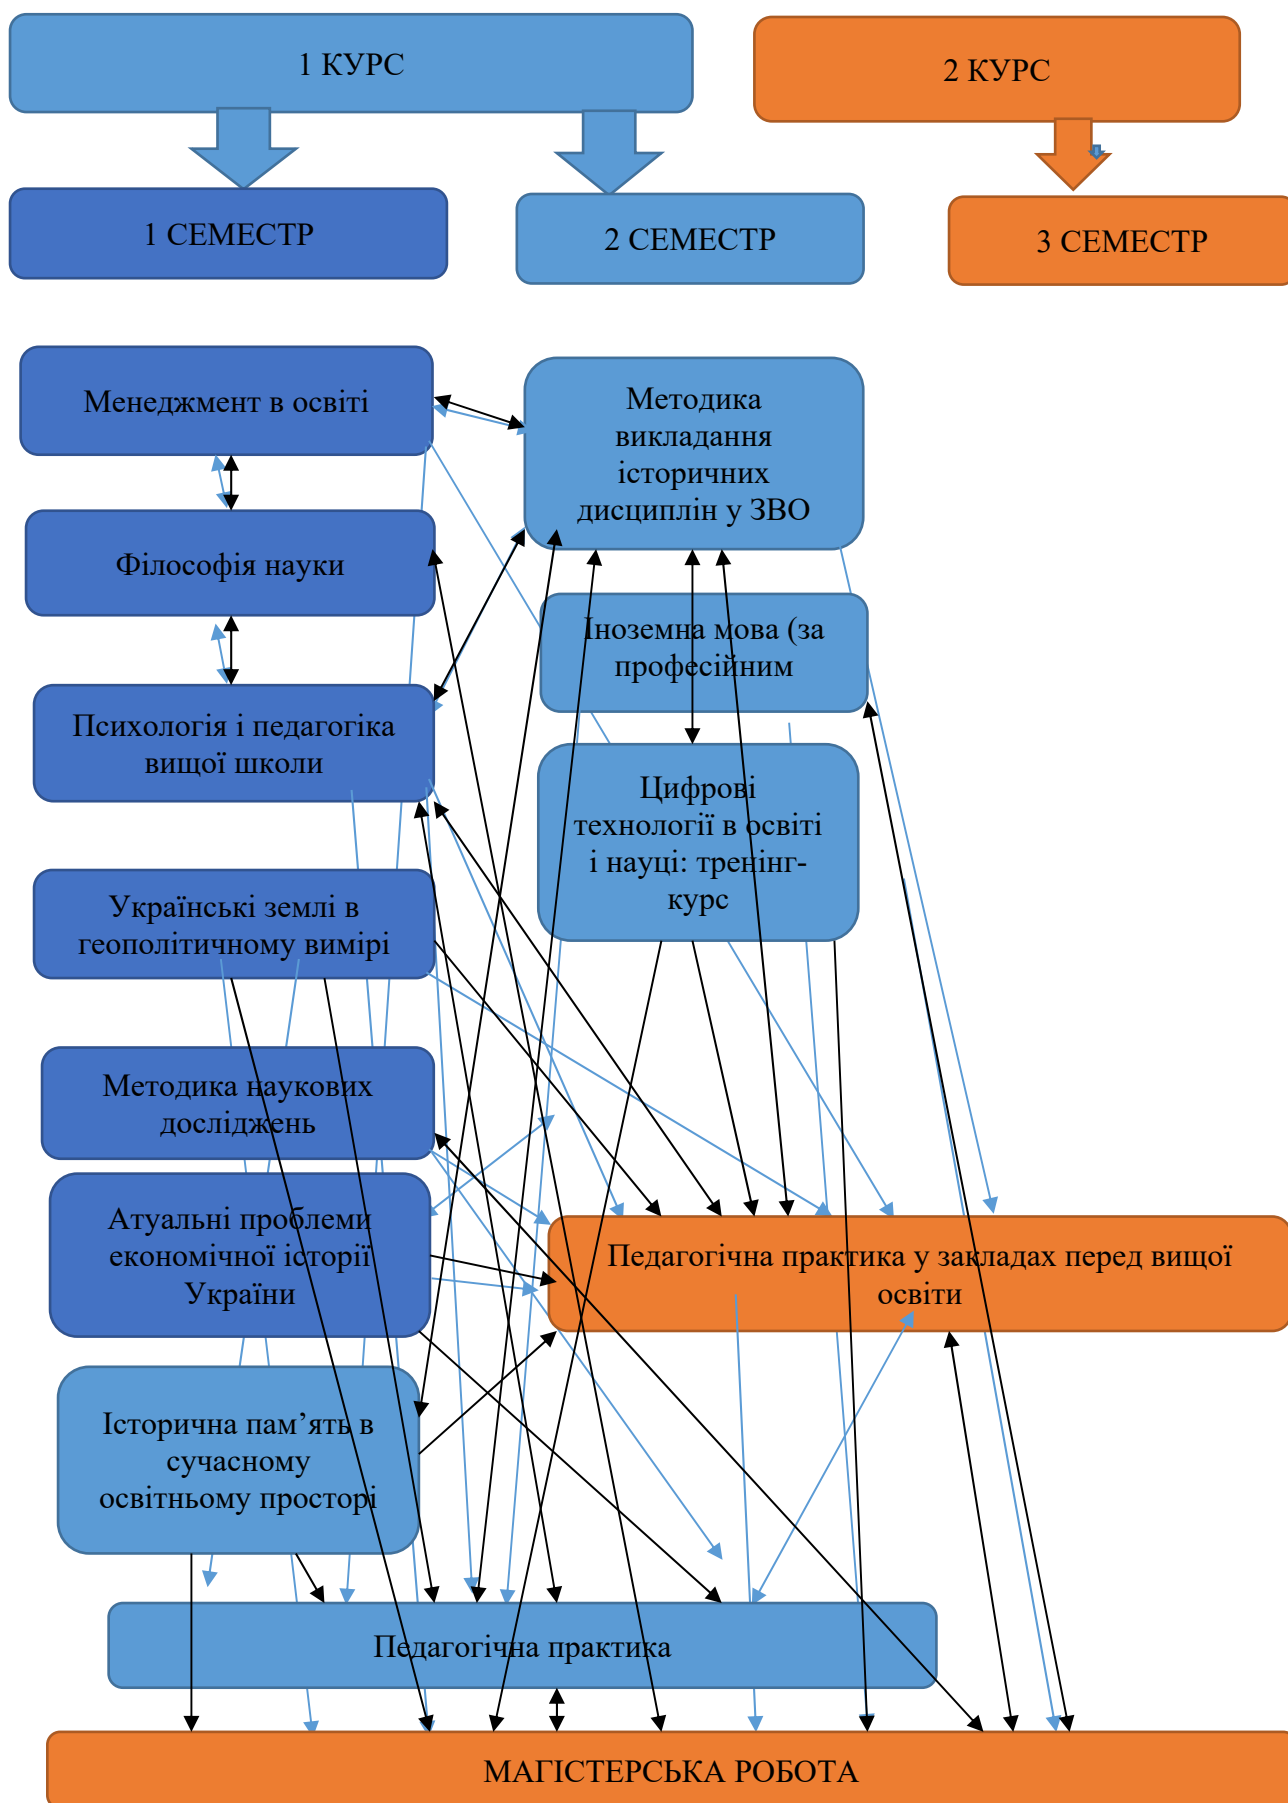 1 КУРС
2 КУРС
1 СЕМЕСТР
2 СЕМЕСТР
3 СЕМЕСТР
Менеджмент в освіті
Методика
викладання
історичних
дисциплін у ЗВО
Філософія науки
Іноземна мова (за
професійним
Психологія і педагогіка
вищої школи
Цифрові
технології в освіті
і науці: тренінг-
курс
Українські землі в
геополітичному вимірі
Методика наукових
досліджень
Атуальні проблеми
економічної історії
України
Педагогічна практика у закладах перед вищої
освіти
Історична пам’ять в
сучасному
освітньому просторі
Педагогічна практика
МАГІСТЕРСЬКА РОБОТА